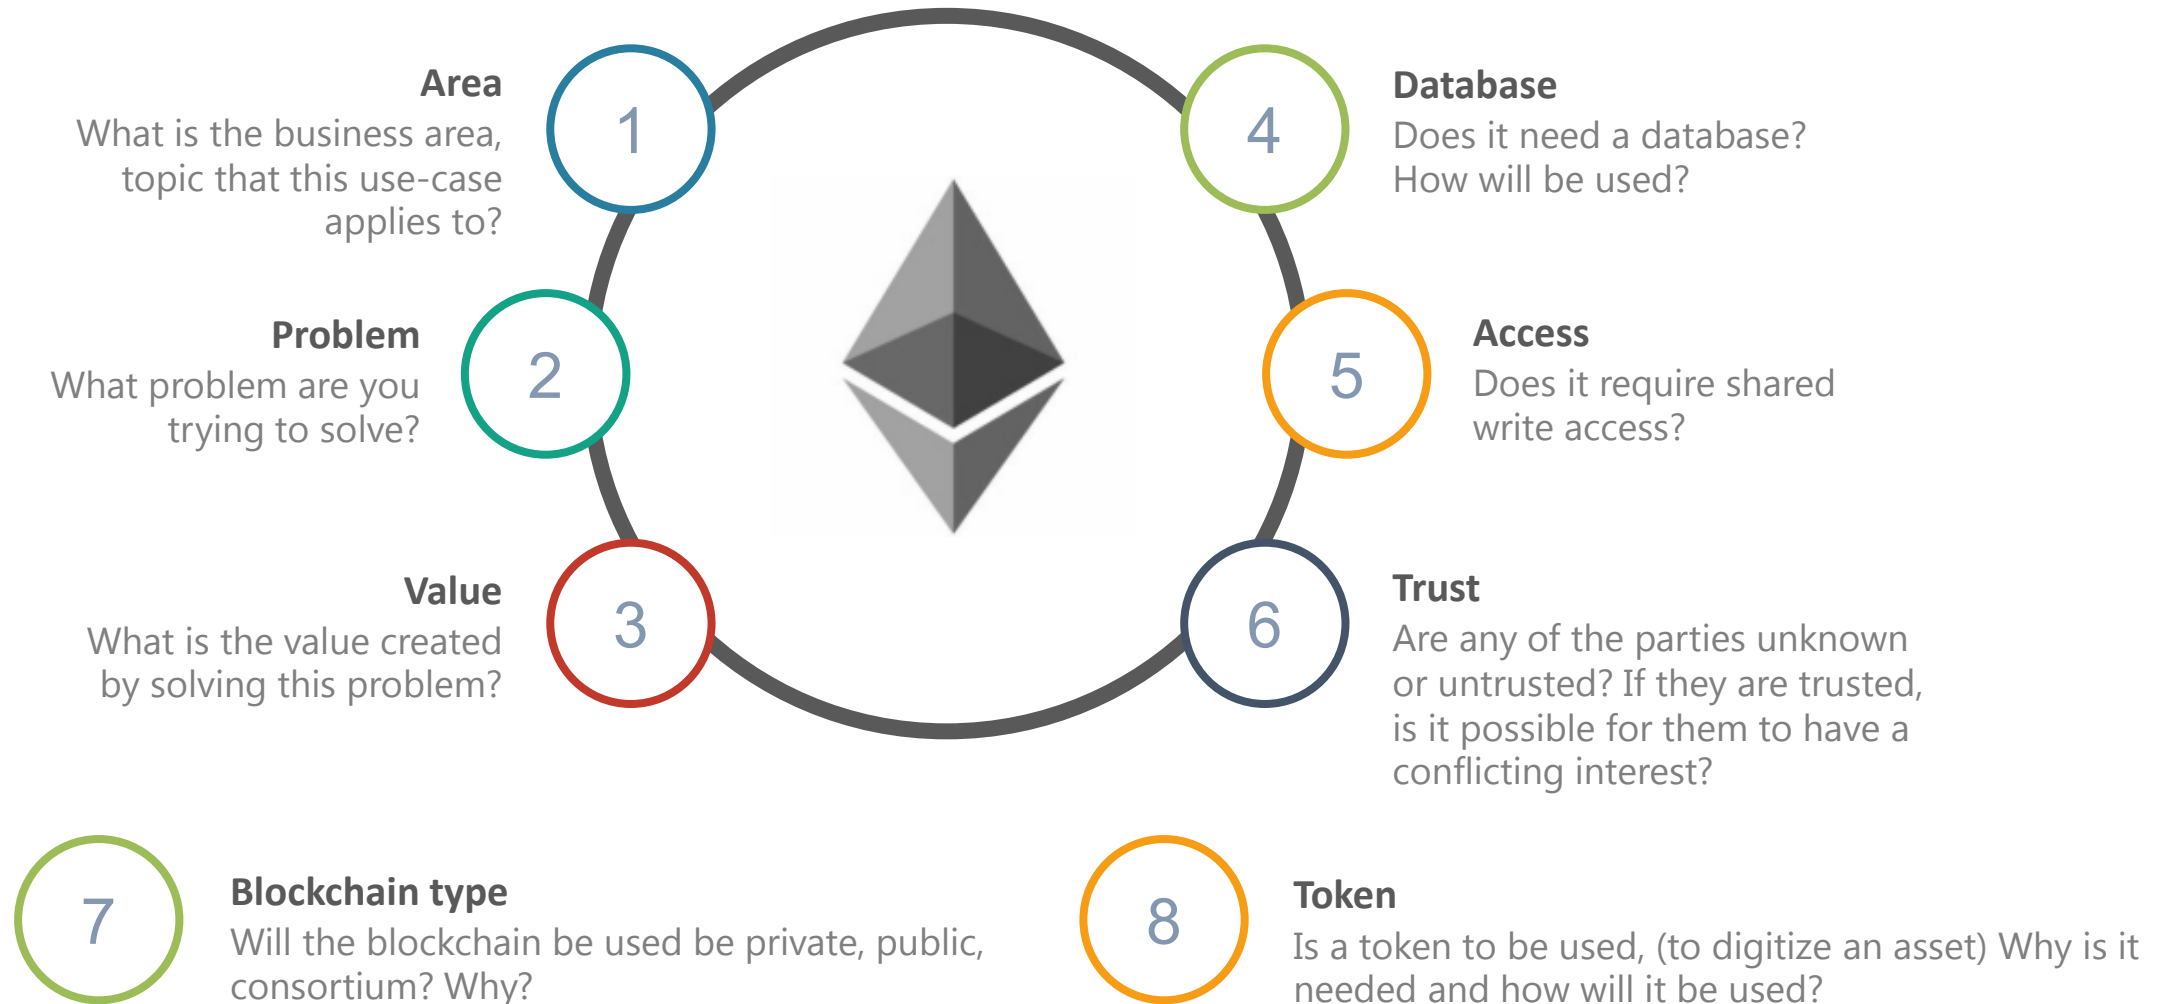 1
Area
What is the business area,
topic that this use-case
applies to?
2
Problem
What problem are you
trying to solve?
3
Value
What is the value created
by solving this problem?
4
Database
Does it need a database?
How will be used?
5
Access
Does it require shared
write access?
6
Trust
Are any of the parties unknown
or untrusted? If they are trusted,
is it possible for them to have a
conflicting interest?
7
Blockchain type
Will the blockchain be used be private, public,
consortium? Why?
8
Token
Is a token to be used, (to digitize an asset) Why is it
needed and how will it be used?